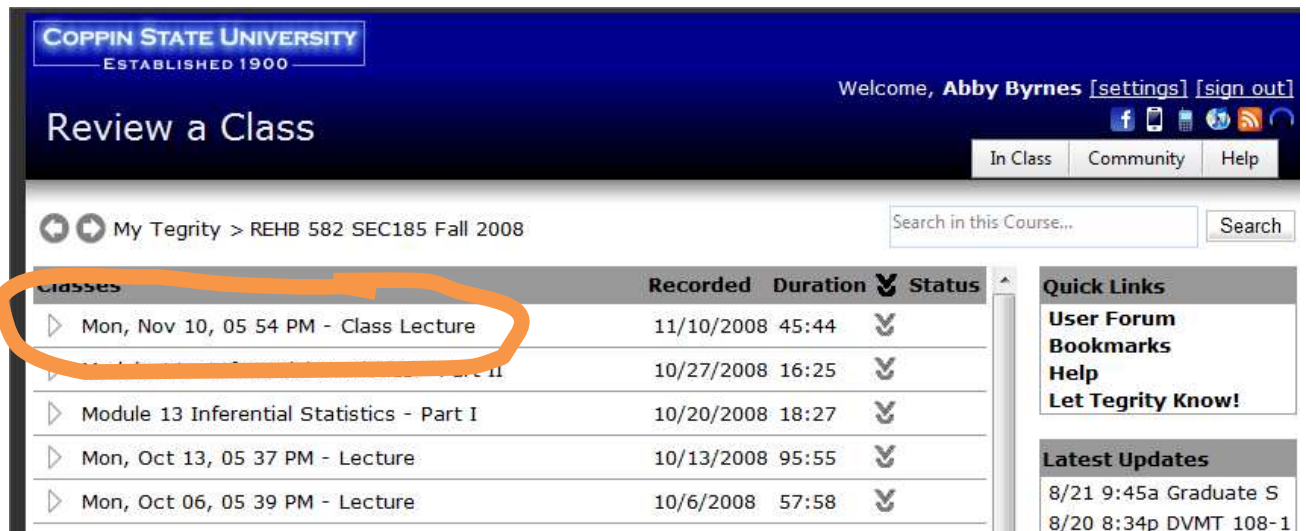 COPPIN STATE UNIVERSITY
ESTABLISHED 1900
Welcome, Abby Byrnes [settings] [sign out]
Review a Class
In Class Community Help
My Tegrity > REHB 582 SEC185 Fall 2008
Search in this Course... Search
Classes Recorded Duration Status
Mon, Nov 10, 05 54 PM - Class Lecture 11/10/2008 45:44
Part II 10/27/2008 16:25
Module 13 Inferential Statistics - Part I 10/20/2008 18:27
Mon, Oct 13, 05 37 PM - Lecture 10/13/2008 95:55
Mon, Oct 06, 05 39 PM - Lecture 10/6/2008 57:58
Quick Links
User Forum
Bookmarks
Help
Let Tegrity Know!
Latest Updates
8/21 9:45a Graduate S
8/20 8:34p DVMT 108-1